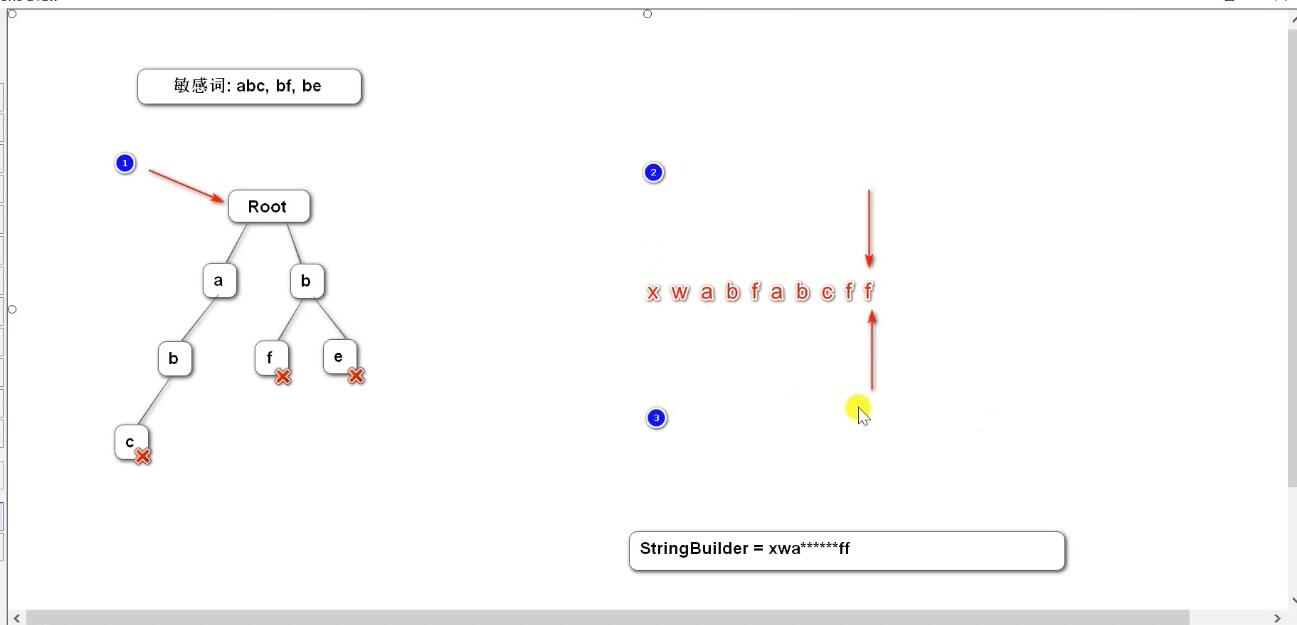 敏感词: abc, bf, be
1
2
Root
a
b
x w a b f a b c f f
b
f
e
3
c
StringBuilder = xwa******ff